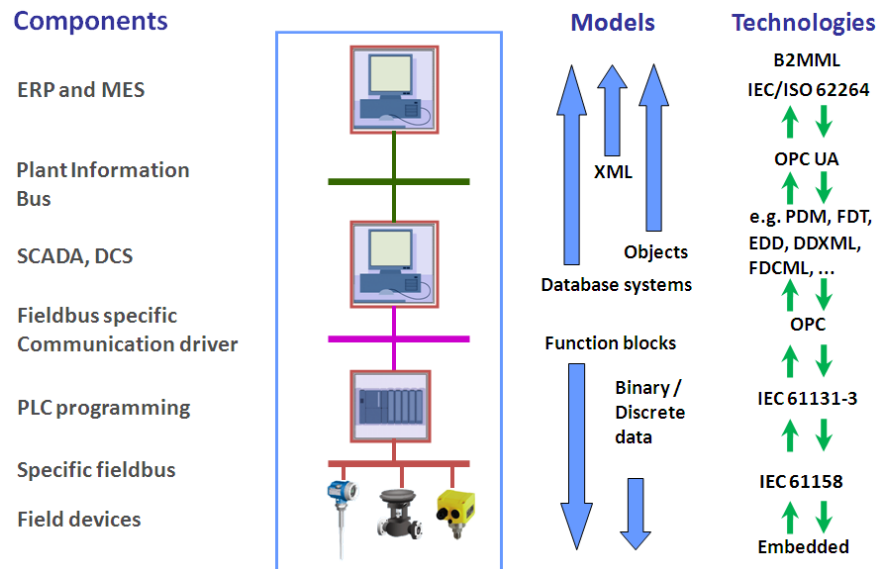 Components
ERP and MES
Plant Information
Bus
SCADA, DCS
Fieldbus specific
Communication driver
PLC programming
Specific fieldbus
Field devices
Models
XML
Objects
Database systems
Function blocks
Binary /
Discrete
data
Technologies
B2MML
IEC/ISO 62264
OPC UA
e.g. PDM, FDT,
EDD, DDXML,
FDCML, ...
OPC
IEC 61131-3
IEC 61158
Embedded